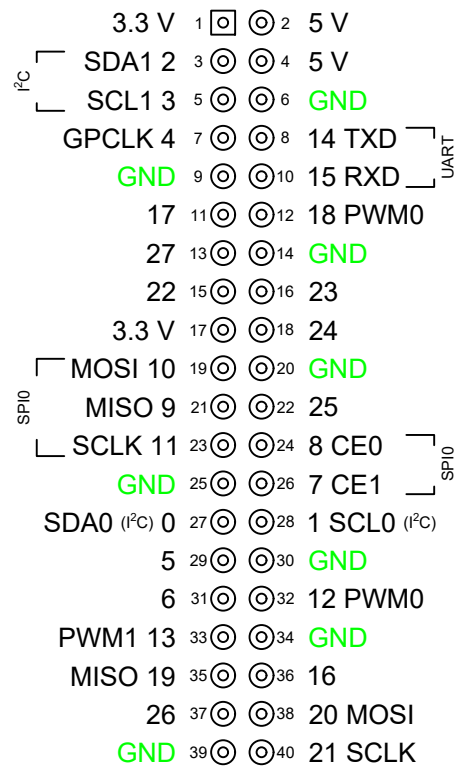 3.3 V 1 2 5 V
SDA1 2 3 4 5 V
I²C
SCL1 3 5 6 GND
GPCLK 4 7 8 14 TXD
UART
GND 9 10 15 RXD
17 11 12 18 PWM0
27 13 14 GND
22 15 16 23
3.3 V 17 18 24
MOSI 10 19 20 GND
SPI0
MISO 9 21 22 25
SCLK 11 23 24 8 CE0
SPI0
GND 25 26 7 CE1
SDA0 (I²C) 0 27 28 1 SCL0 (I²C)
5 29 30 GND
6 31 32 12 PWM0
PWM1 13 33 34 GND
MISO 19 35 36 16
26 37 38 20 MOSI
GND 39 40 21 SCLK